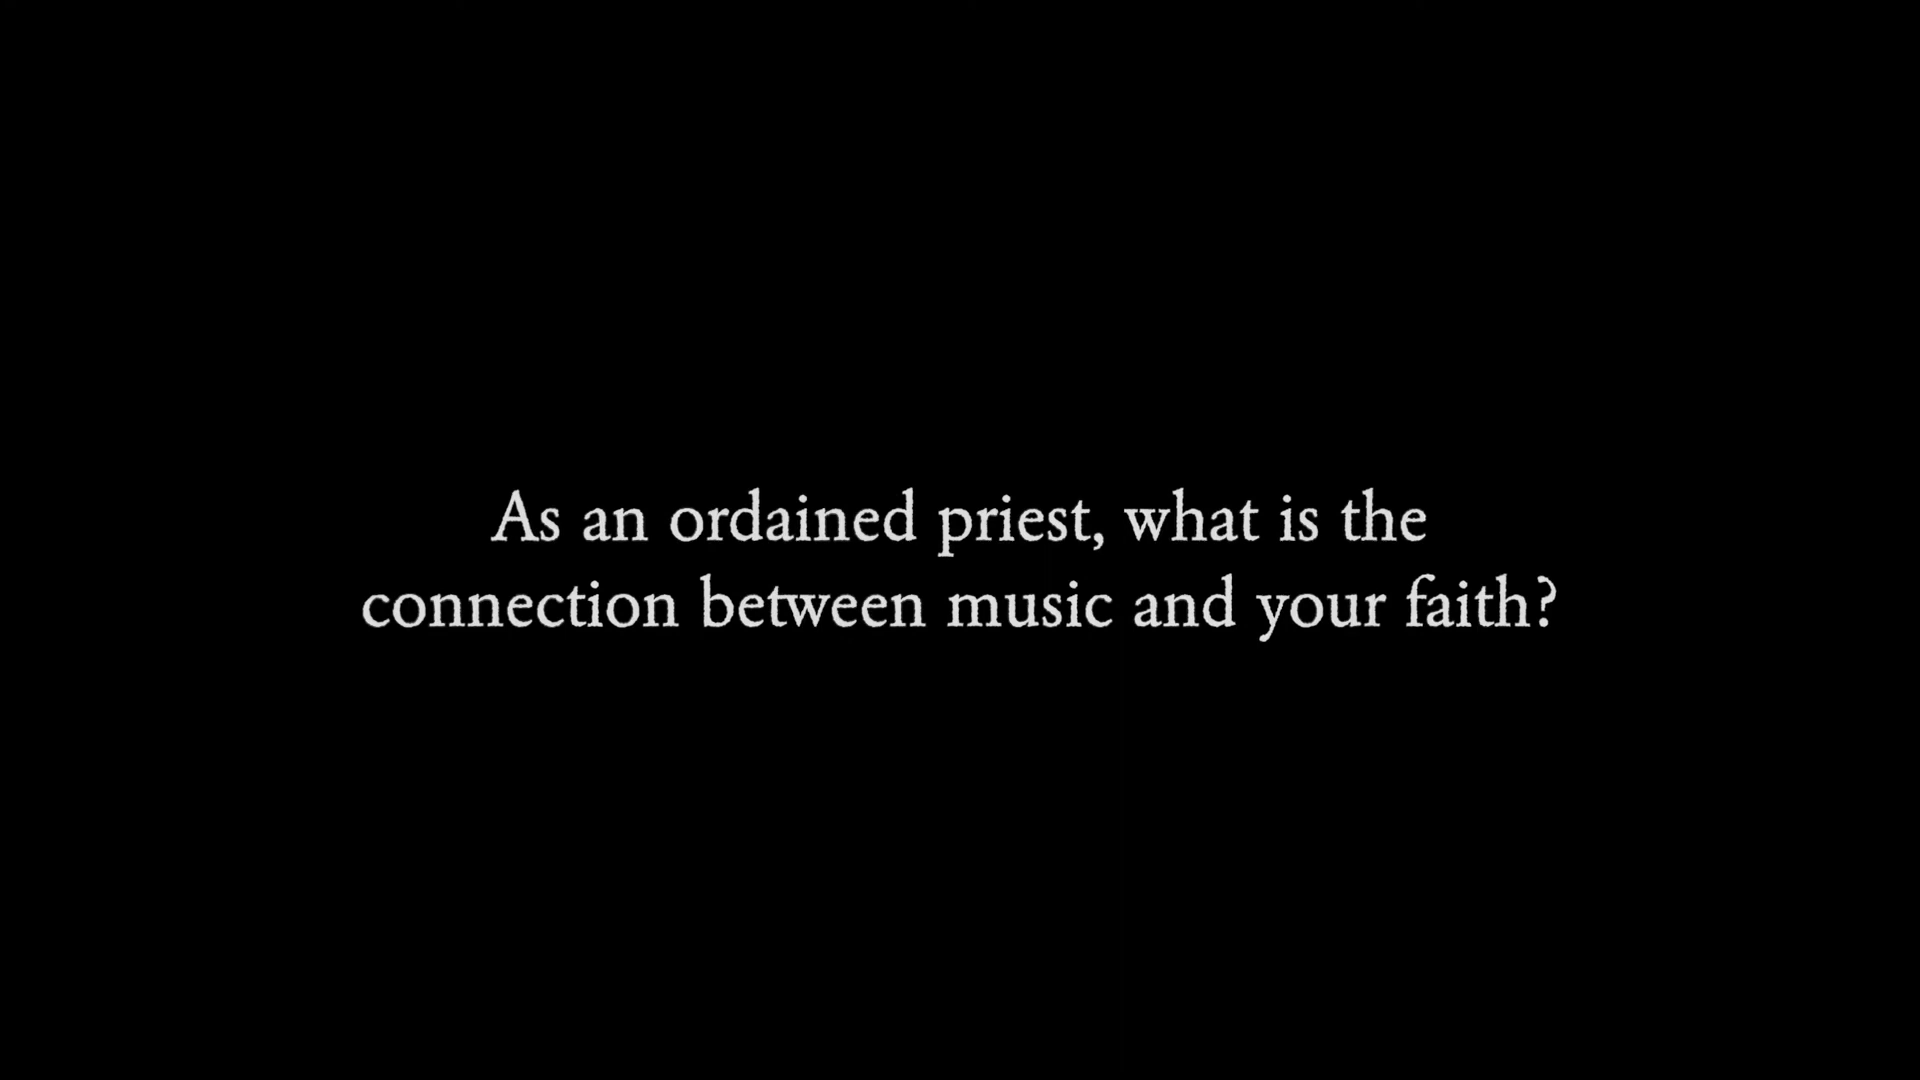 As an ordained priest, what is the
connection between music and your faith?